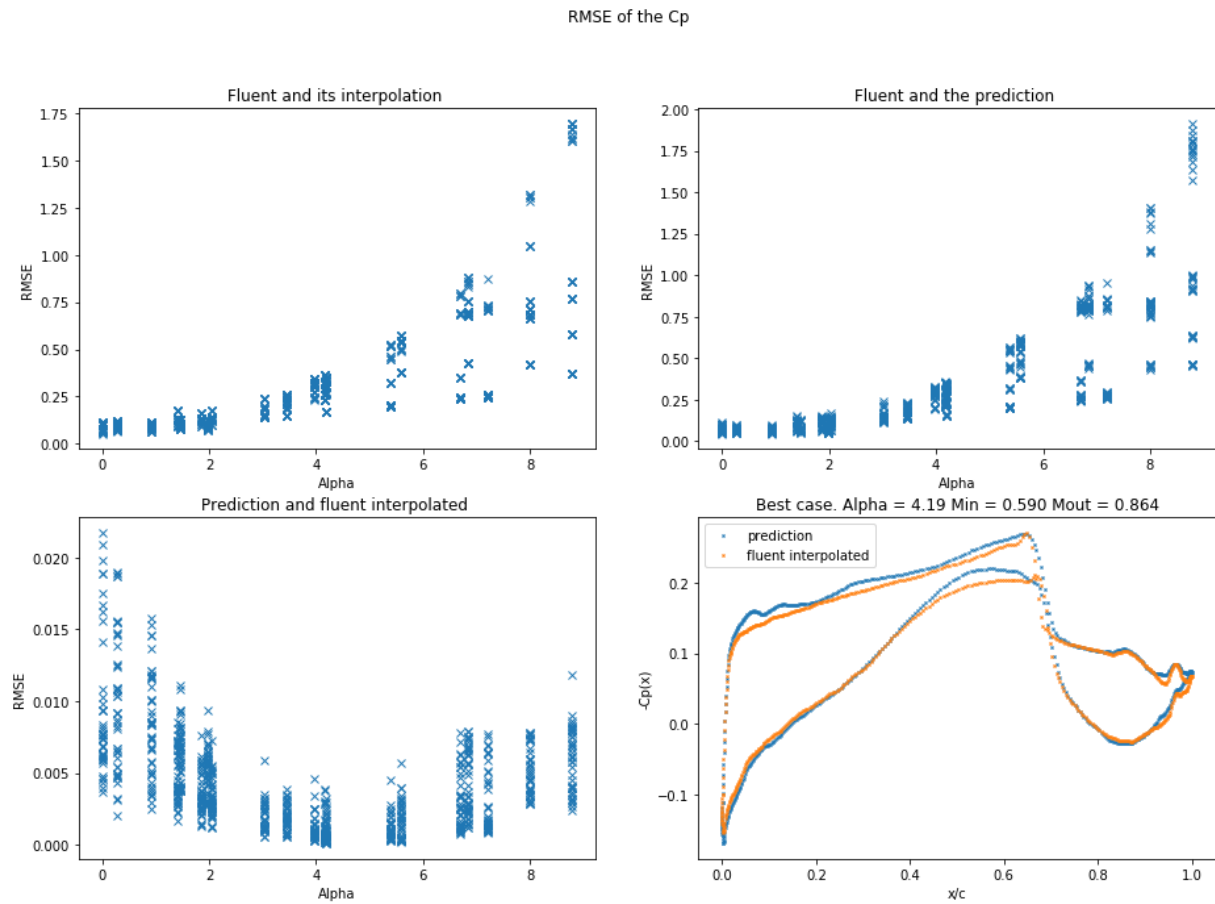 RMSE of the Cp
Fluent and its interpolation
1.75
1.50
1.25
1.00
0.75
0.50
0.25
0.00
RMSE
0 2 4 6 8
Alpha
Fluent and the prediction
2.00
1.75
1.50
1.25
1.00
0.75
0.50
0.25
0.00
RMSE
0 2 4 6 8
Alpha
Prediction and fluent interpolated
0.020
0.015
0.010
0.005
0.000
RMSE
0 2 4 6 8
Alpha
Best case. Alpha = 4.19 Min = 0.590 Mout = 0.864
prediction
fluent interpolated
0.2
0.1
0.0
−0.1
-Cp(x)
0.0 0.2 0.4 0.6 0.8 1.0
x/c